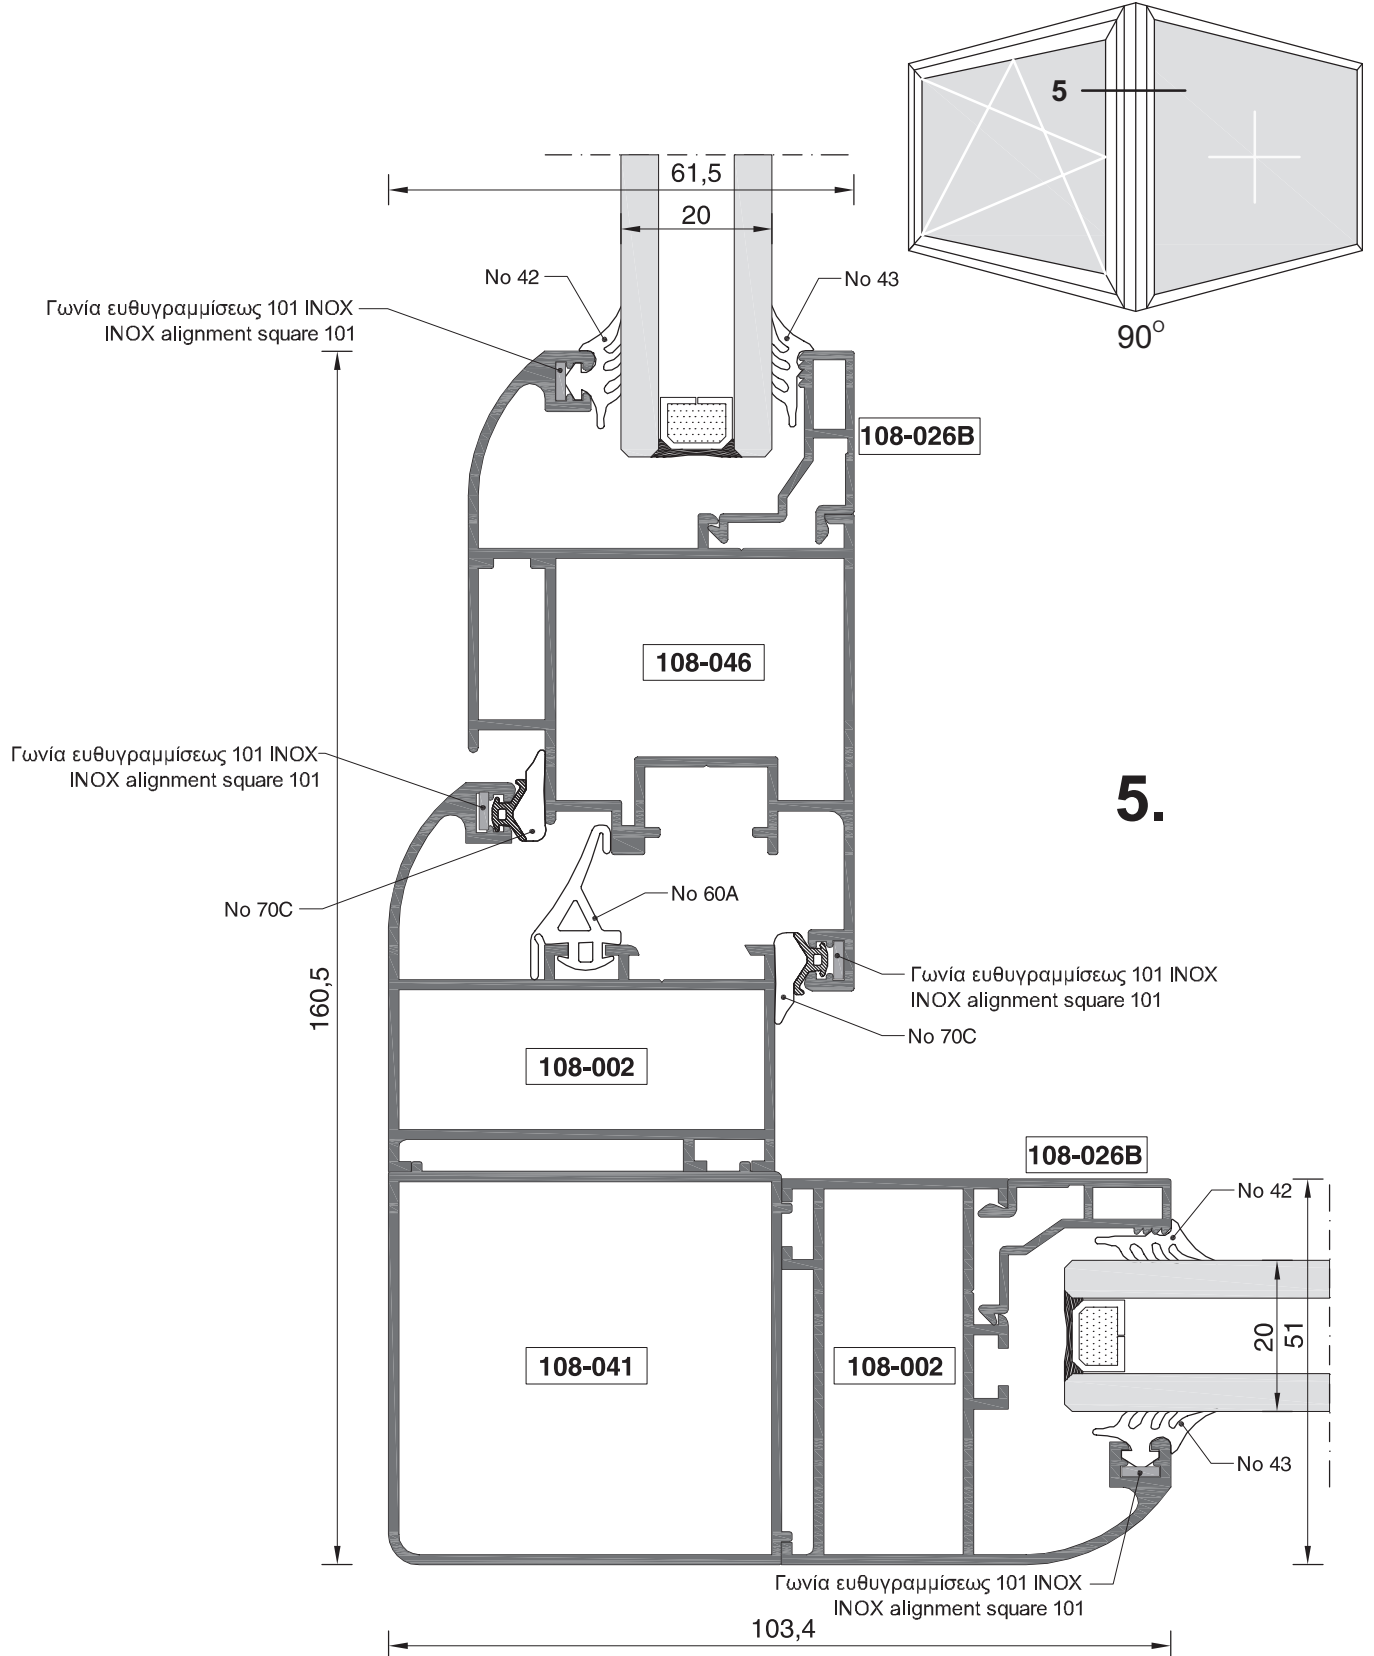 5
90°
61,5
20
No 42
No 43
Γωνία ευθυγραμμίσεως 101 INOX
INOX alignment square 101
108-026B
108-046
Γωνία ευθυγραμμίσεως 101 INOX
INOX alignment square 101
5.
No 70C
No 60A
160,5
Γωνία ευθυγραμμίσεως 101 INOX
INOX alignment square 101
No 70C
108-002
108-026B
No 42
108-041
108-002
20
51
No 43
Γωνία ευθυγραμμίσεως 101 INOX
INOX alignment square 101
103,4